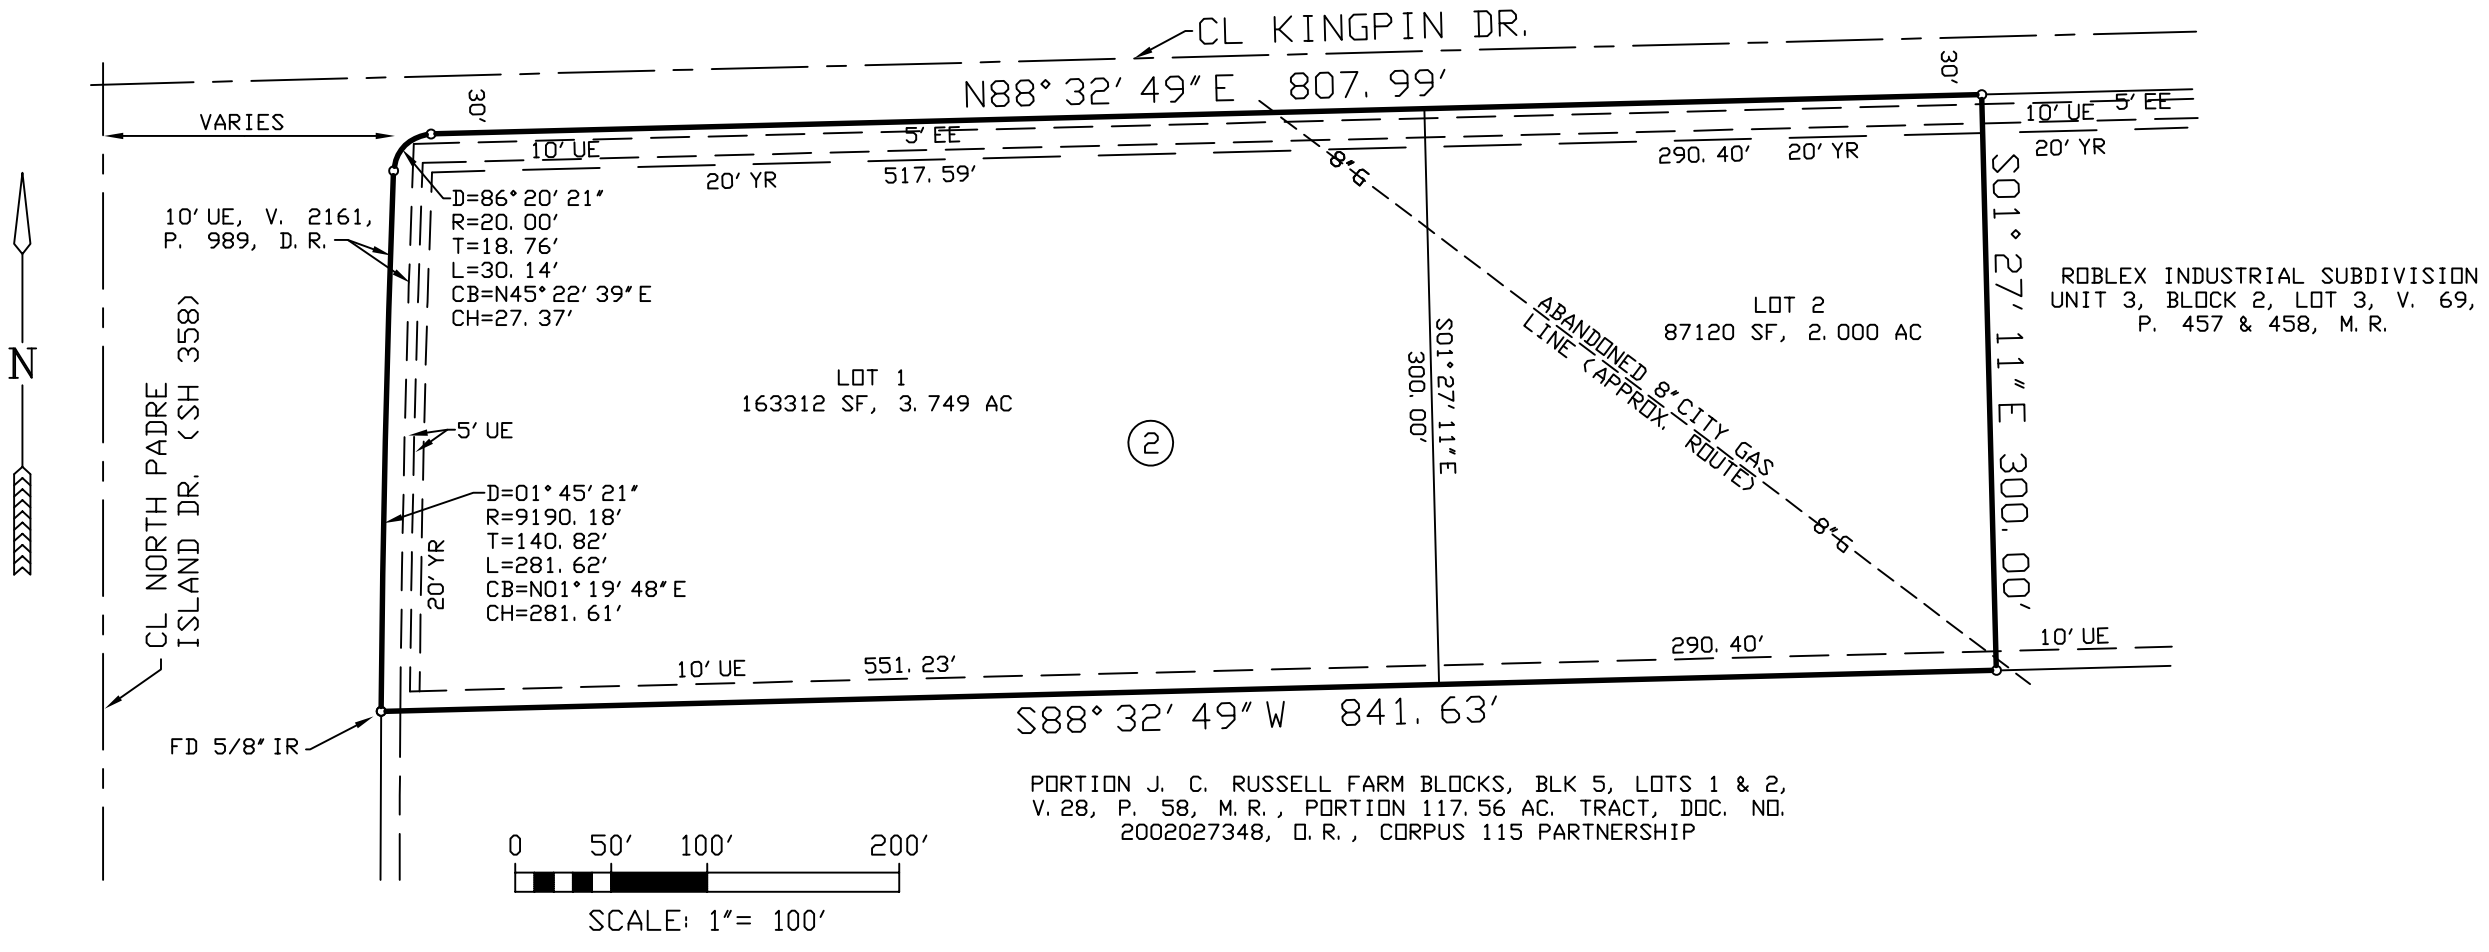 CL KINGPIN DR.
N88°32'49"E 807.99'
30'
30'
VARIES
10' UE
5' EE
10' UE
5' EE
20' YR
517.59'
290.40'
20' YR
20' YR
8"G
D=86°20'21"
R=20.00'
T=18.76'
L=30.14'
CB=N45°22'39"E
CH=27.37'
10' UE, V. 2161,
P. 989, D.R.
S01°27'11"E 300.00'
ROBLEX INDUSTRIAL SUBDIVISION
UNIT 3, BLOCK 2, LOT 3, V. 69,
P. 457 & 458, M.R.
LOT 2
87120 SF, 2.000 AC
N
CL NORTH PADRE
ISLAND DR. (SH 358)
LOT 1
163312 SF, 3.749 AC
S01°27'11"E
300.00'
ABANDONED 8" CITY GAS
LINE (APPROX. ROUTE)
5' UE
2
D=01°45'21"
R=9190.18'
T=140.82'
L=281.62'
CB=N01°19'48"E
CH=281.61'
20' YR
8"G
10' UE
551.23'
290.40'
10' UE
S88°32'49"W 841.63'
FD 5/8" IR
PORTION J. C. RUSSELL FARM BLOCKS, BLK 5, LOTS 1 & 2,
V.28, P. 58, M.R., PORTION 117.56 AC. TRACT, DOC. NO.
2002027348, O.R., CORPUS 115 PARTNERSHIP
0 50' 100' 200'
SCALE: 1"= 100'